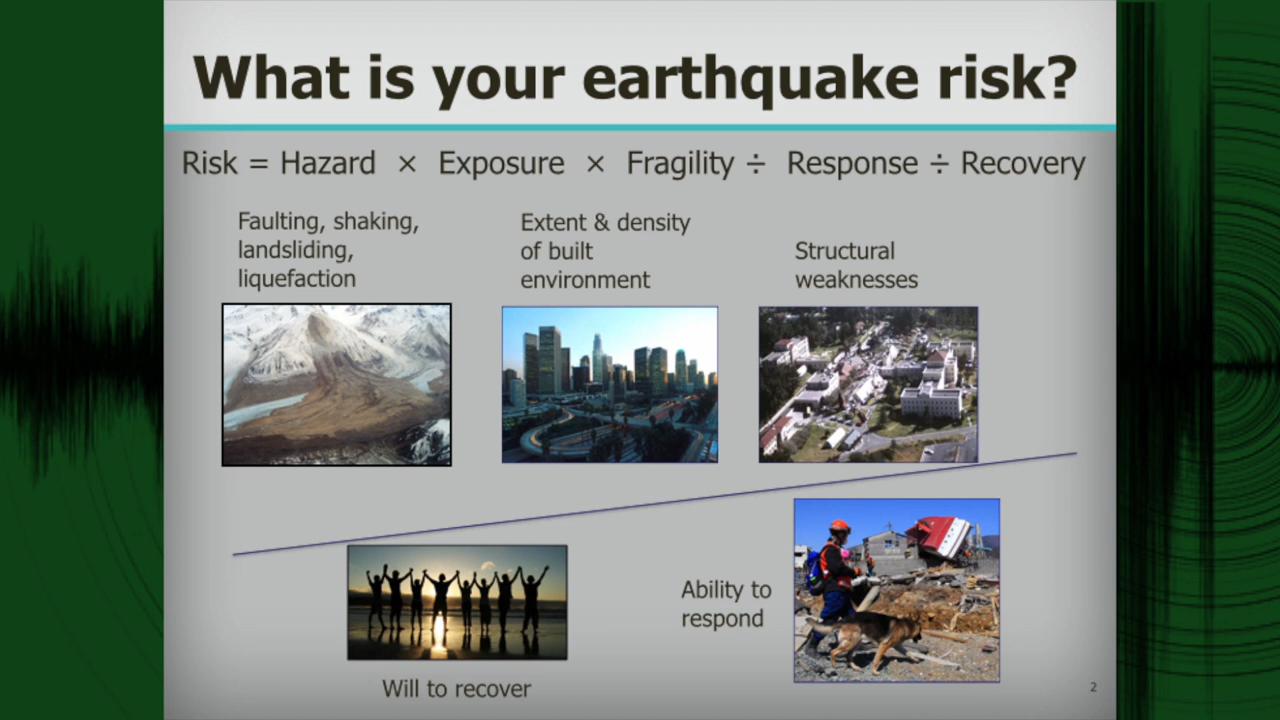 What is your earthquake risk?
Risk = Hazard × Exposure × Fragility ÷ Response ÷ Recovery
Faulting, shaking,
landsliding,
liquefaction
Extent & density
of built
environment
Structural
weaknesses
Ability to
respond
Will to recover
2